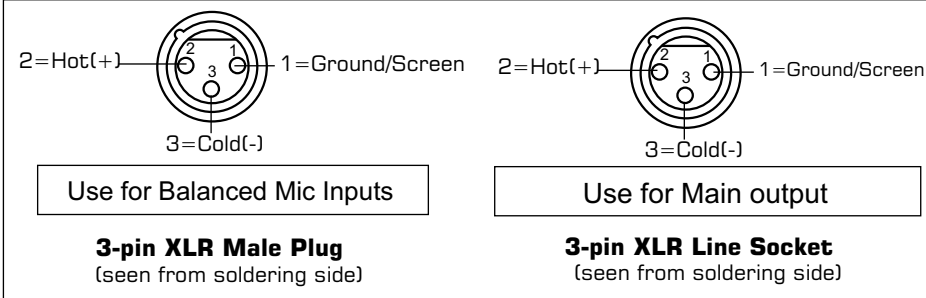 2=Hot(+)
2
1
3
1=Ground/Screen
3=Cold(-)
Use for Balanced Mic Inputs
3-pin XLR Male Plug
(seen from soldering side)
2=Hot(+)
2
1
3
1=Ground/Screen
3=Cold(-)
Use for Main output
3-pin XLR Line Socket
(seen from soldering side)